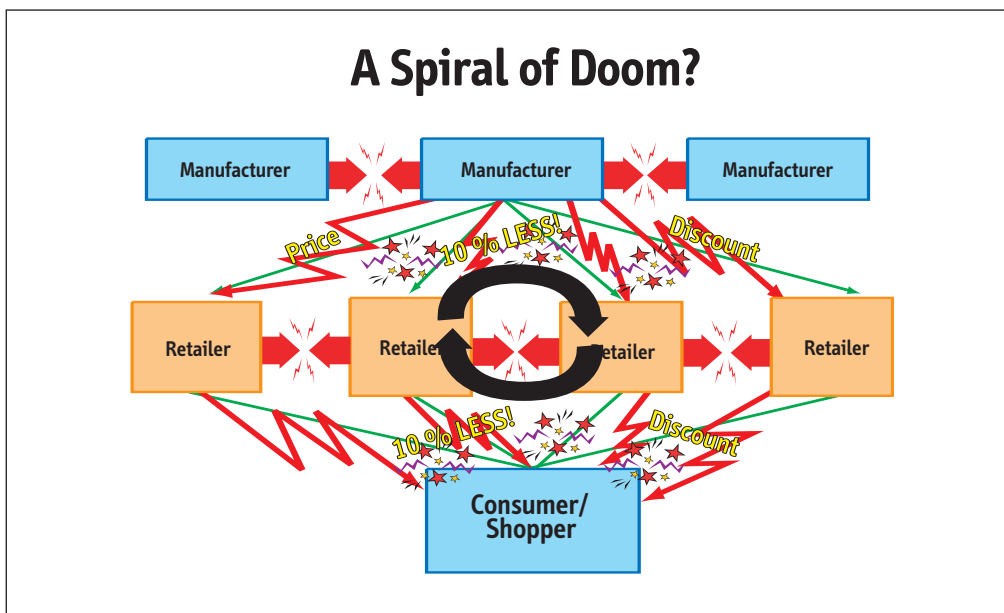 A Spiral of Doom?
Manufacturer
Manufacturer
Manufacturer
Price
10 % LESS!
Discount
Retailer
Retailer
Retailer
Retailer
10 % LESS!
Discount
Consumer/
Shopper